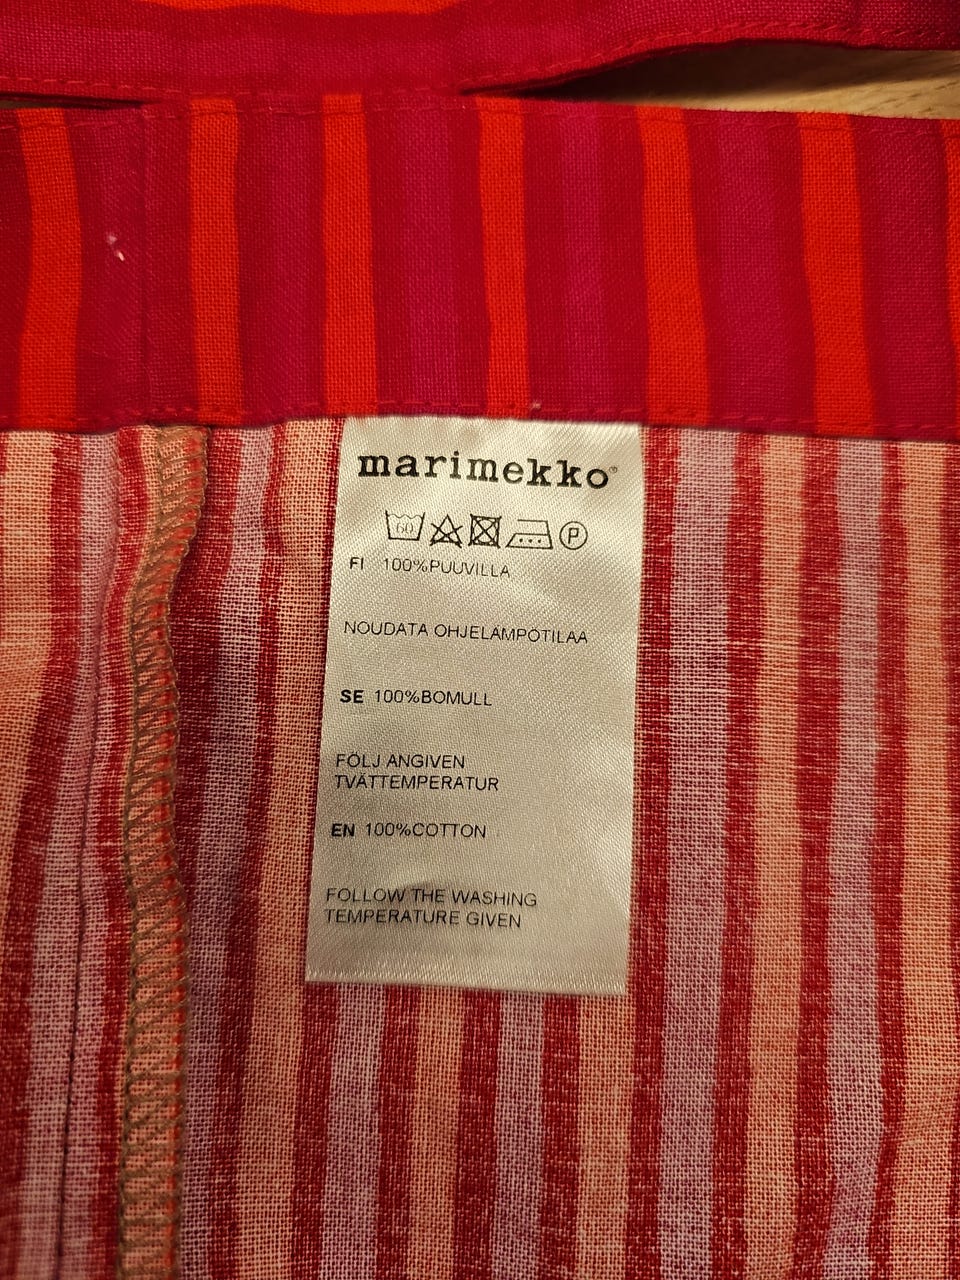 marimekko®
60 P
FI 100%PUUVILLA
NOUDATA OHJELÄMPÖTILAA
SE 100%BOMULL
FÖLJ ANGIVEN
TVÄTTEMPERATUR
EN 100%COTTON
FOLLOW THE WASHING
TEMPERATURE GIVEN